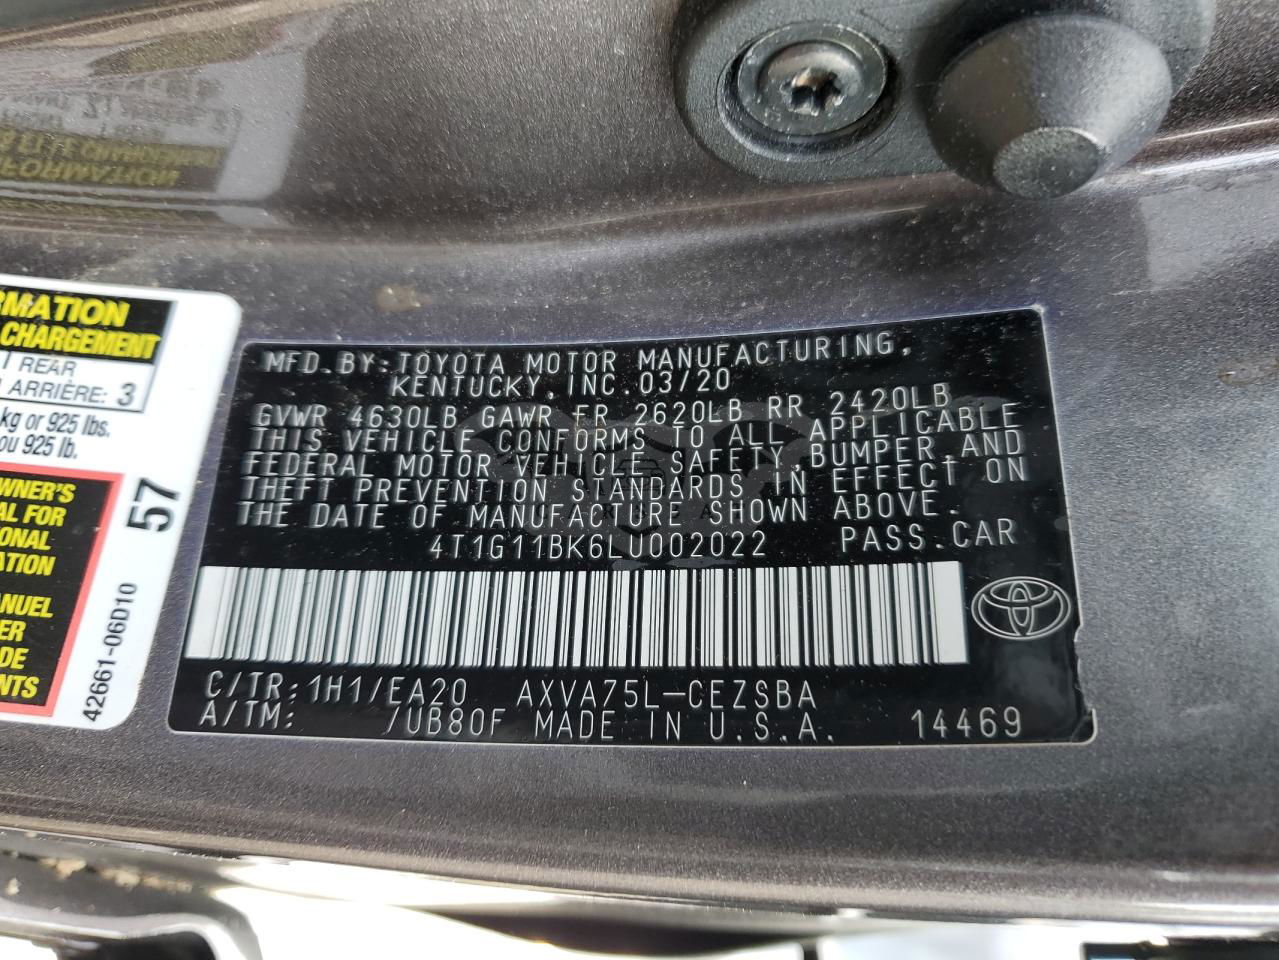 RMATION
CHARGEMENT
REAR
ARRIÈRE: 3
kg or 925 lbs.
ou 925 lb.
WNER'S
AL FOR
ONAL
ATION
NUEL
ER
DE
NTS
57
42661-06D10
MFD.BY:TOYOTA MOTOR MANUFACTURING,
KENTUCKY, INC. 03/20
GVWR 4630LB GAWR FR 2620LB RR 2420LB
THIS VEHICLE CONFORMS TO ALL APPLICABLE
FEDERAL MOTOR VEHICLE SAFETY, BUMPER, AND
THEFT PREVENTION STANDARDS IN EFFECT ON
THE DATE OF MANUFACTURE SHOWN ABOVE.
4T1G11BK6LU002022 PASS.CAR
C/TR:1H1/EA20 AXVA75L-CEZSBA
A/TM: /UB80F MADE IN U.S.A. 14469